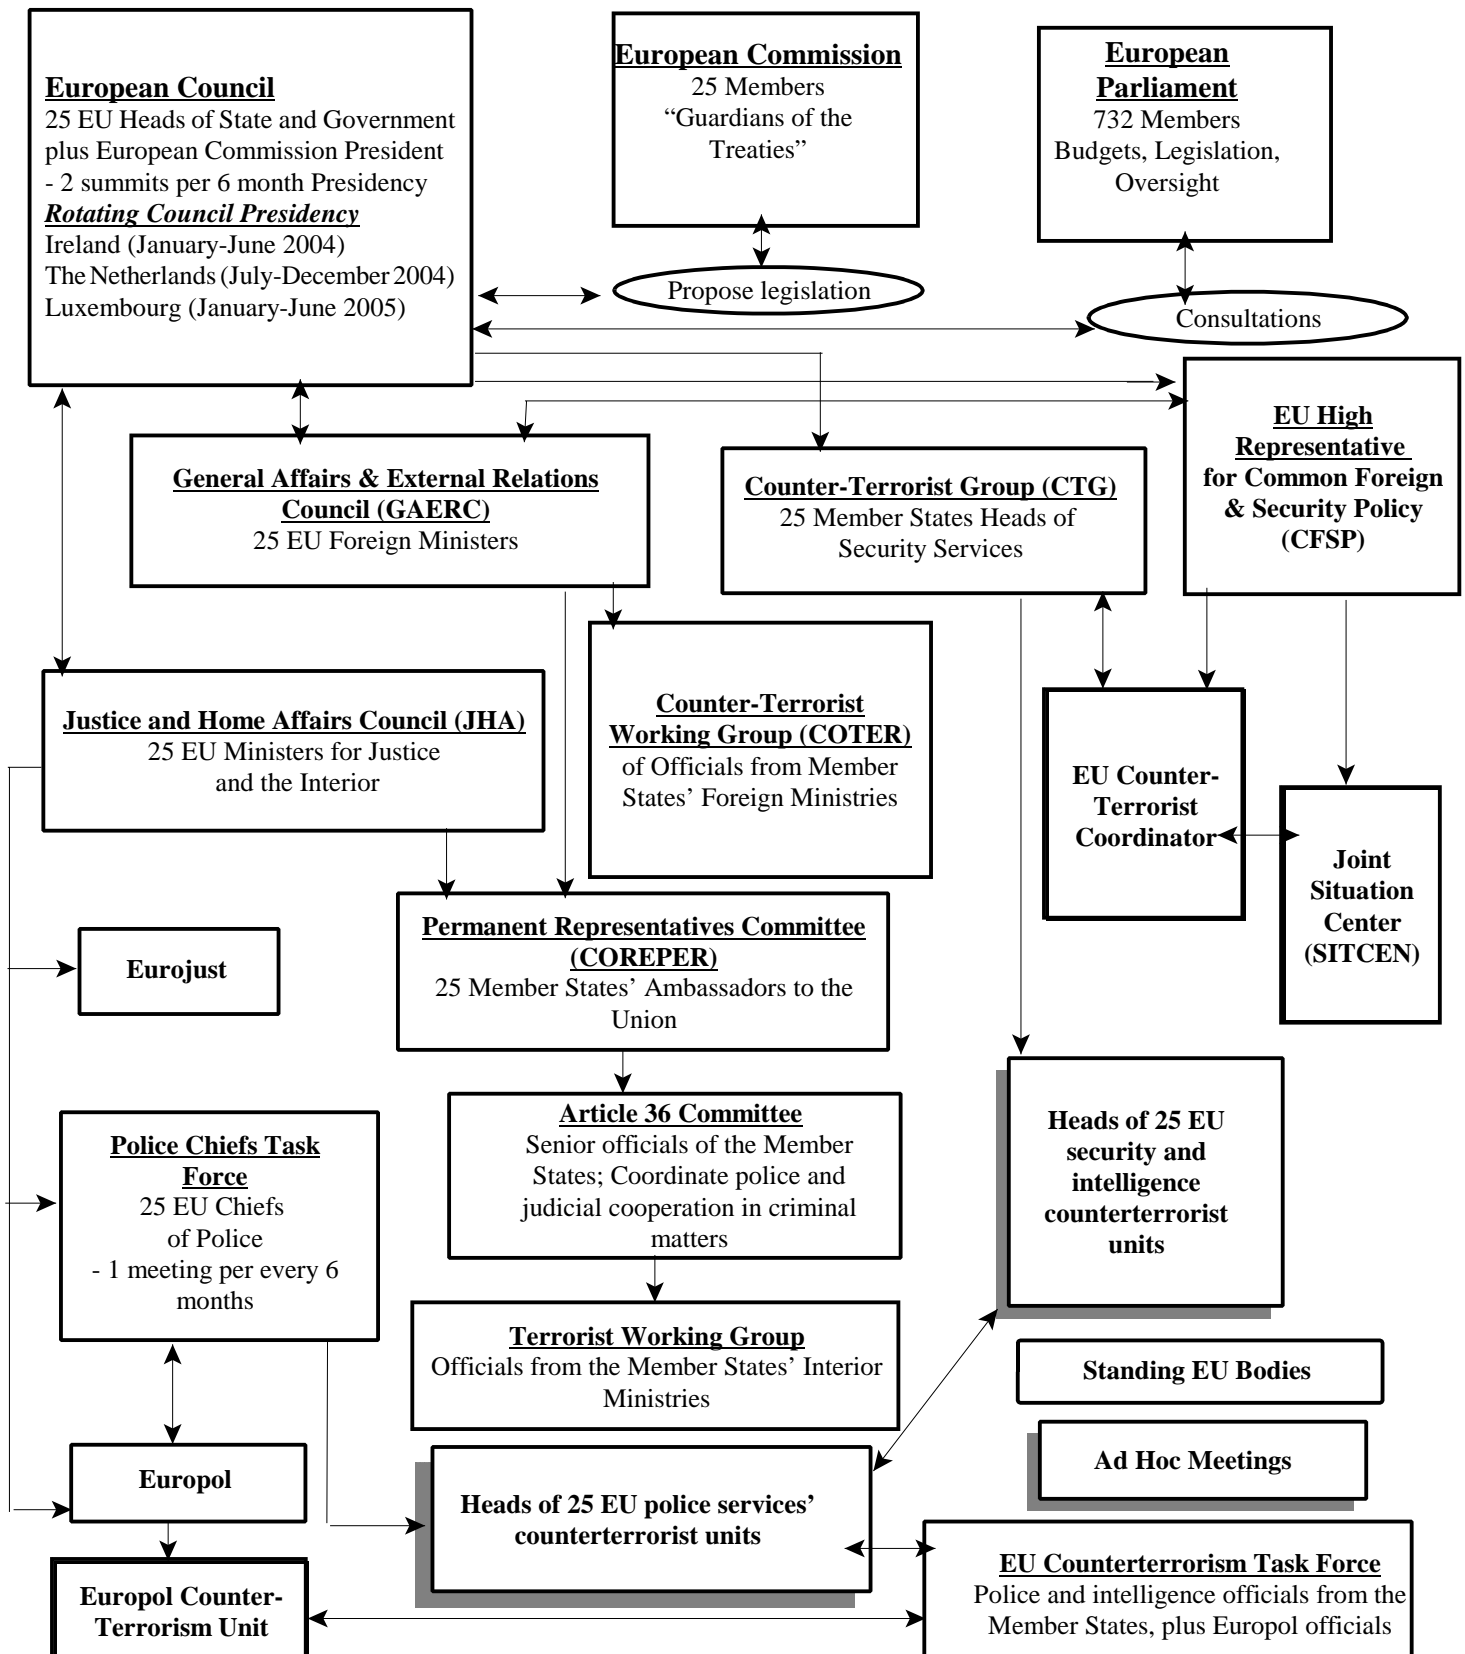 European Council
25 EU Heads of State and Government
plus European Commission President
- 2 summits per 6 month Presidency
Rotating Council Presidency
Ireland (January-June 2004)
The Netherlands (July-December 2004)
Luxembourg (January-June 2005)
European Commission
25 Members
“Guardians of the
Treaties”
European
Parliament
732 Members
Budgets, Legislation,
Oversight
Propose legislation
Consultations
EU High
Representative
for Common Foreign
& Security Policy
(CFSP)
General Affairs & External Relations
Council (GAERC)
25 EU Foreign Ministers
Counter-Terrorist Group (CTG)
25 Member States Heads of
Security Services
Justice and Home Affairs Council (JHA)
25 EU Ministers for Justice
and the Interior
Counter-Terrorist
Working Group (COTER)
of Officials from Member
States’ Foreign Ministries
EU Counter-
Terrorist
Coordinator
Joint
Situation
Center
(SITCEN)
Permanent Representatives Committee
(COREPER)
25 Member States’ Ambassadors to the
Union
Eurojust
Article 36 Committee
Senior officials of the Member
States; Coordinate police and
judicial cooperation in criminal
matters
Heads of 25 EU
security and
intelligence
counterterrorist
units
Police Chiefs Task
Force
25 EU Chiefs
of Police
- 1 meeting per every 6
months
Terrorist Working Group
Officials from the Member States’ Interior
Ministries
Standing EU Bodies
Ad Hoc Meetings
Europol
Heads of 25 EU police services’
counterterrorist units
EU Counterterrorism Task Force
Police and intelligence officials from the
Member States, plus Europol officials
Europol Counter-
Terrorism Unit